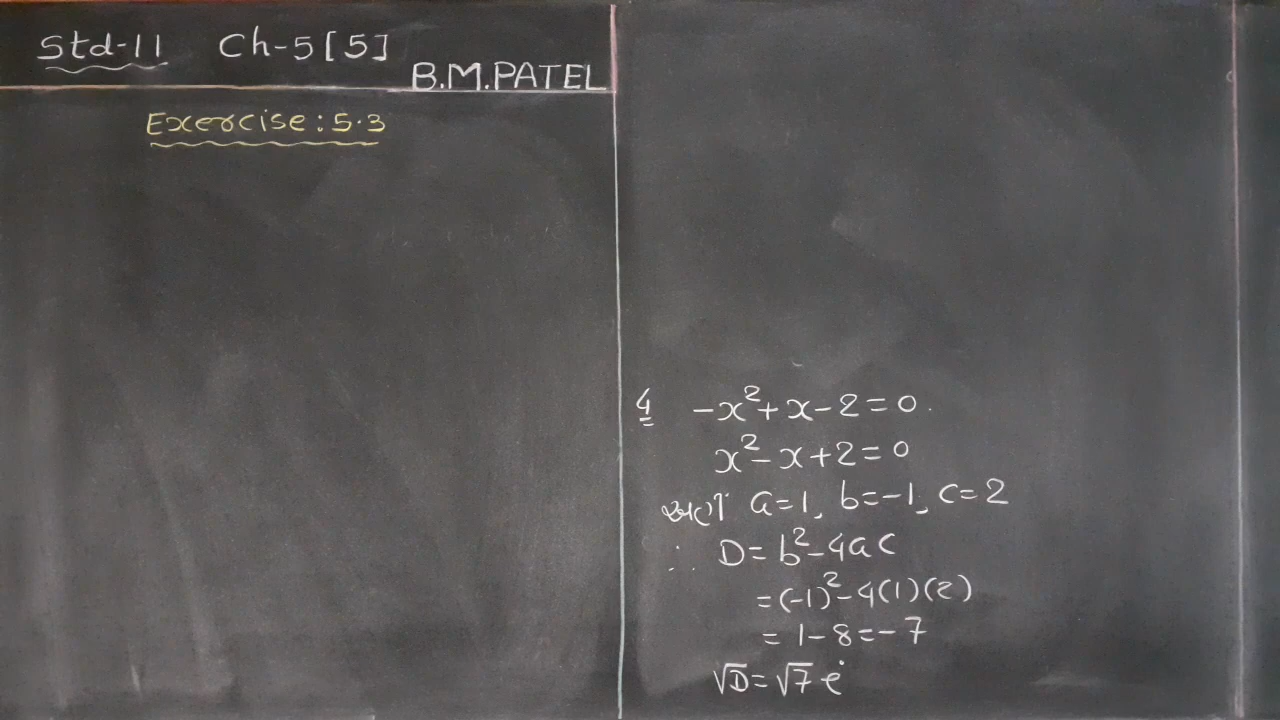 Std-11 Ch-5[5]
B.M.PATEL
Exercise: 5.3
4 -x²+x-2=0.
x²-x+2=0
અહીં a=1, b=-1, c=2
∴ D=b²-4ac
=(-1)²-4(1)(2)
=1-8=-7
√D=√7 i